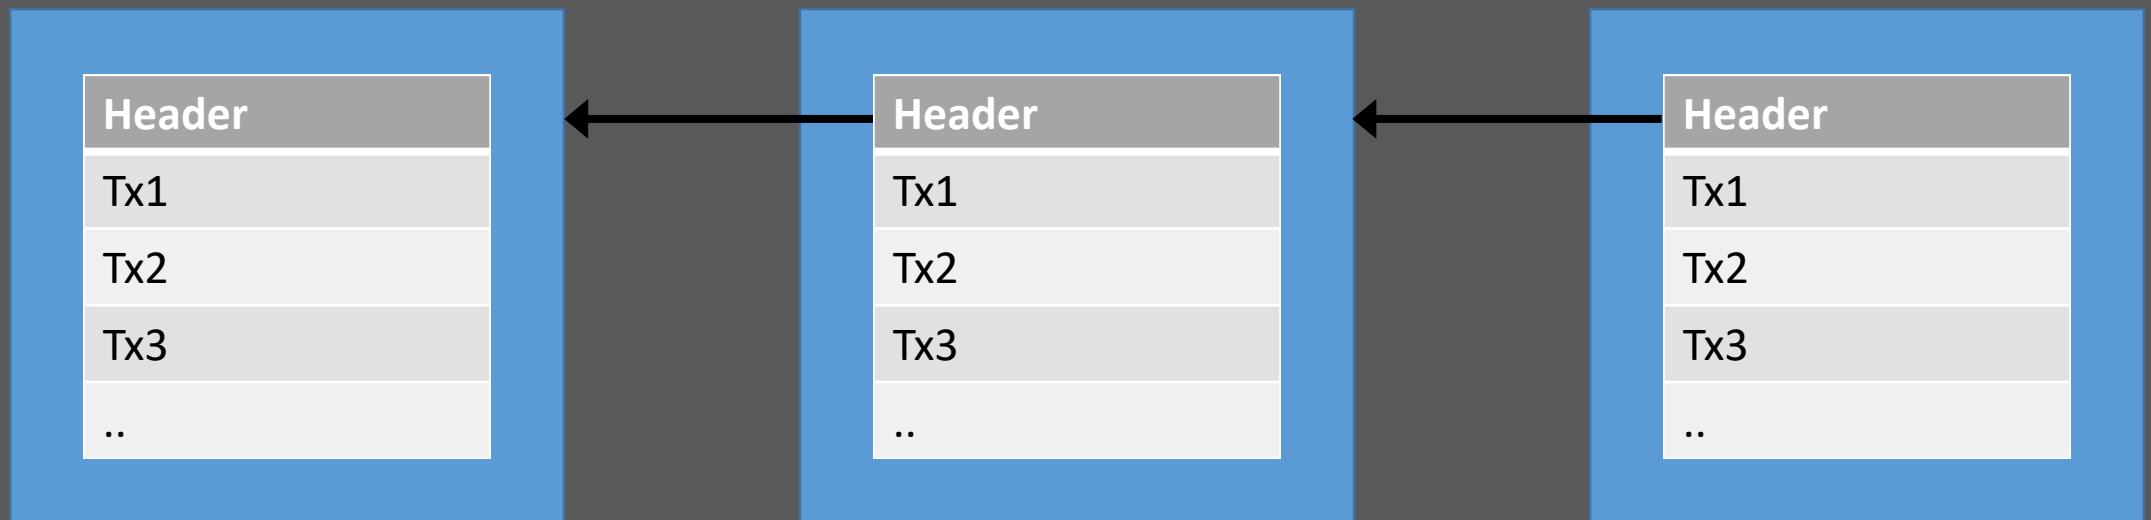 Header
Tx1
Tx2
Tx3
..
Header
Tx1
Tx2
Tx3
..
Header
Tx1
Tx2
Tx3
..